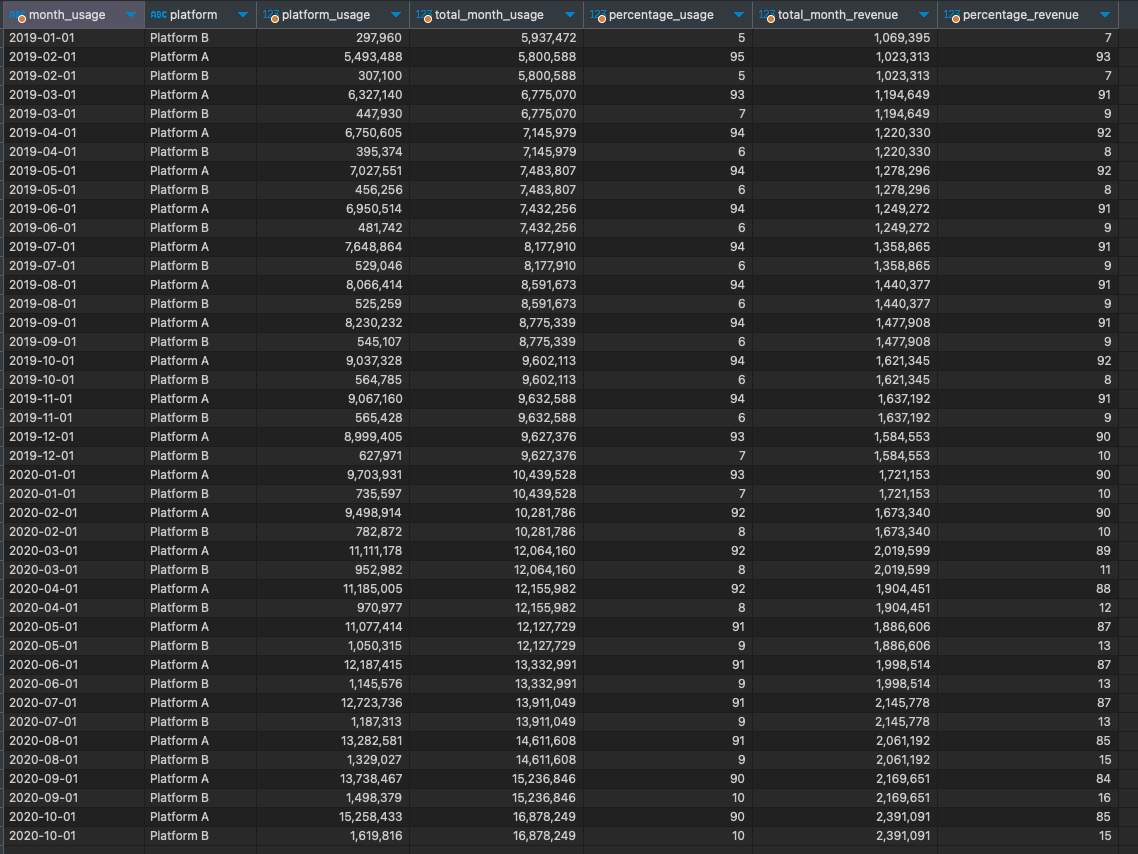 ABC month_usage ABC platform 123 platform_usage 123 total_month_usage 123 percentage_usage 123 total_month_revenue 123 percentage_revenue
2019-01-01 Platform B 297,960 5,937,472 5 1,069,395 7
2019-02-01 Platform A 5,493,488 5,800,588 95 1,023,313 93
2019-02-01 Platform B 307,100 5,800,588 5 1,023,313 7
2019-03-01 Platform A 6,327,140 6,775,070 93 1,194,649 91
2019-03-01 Platform B 447,930 6,775,070 7 1,194,649 9
2019-04-01 Platform A 6,750,605 7,145,979 94 1,220,330 92
2019-04-01 Platform B 395,374 7,145,979 6 1,220,330 8
2019-05-01 Platform A 7,027,551 7,483,807 94 1,278,296 92
2019-05-01 Platform B 456,256 7,483,807 6 1,278,296 8
2019-06-01 Platform A 6,950,514 7,432,256 94 1,249,272 91
2019-06-01 Platform B 481,742 7,432,256 6 1,249,272 9
2019-07-01 Platform A 7,648,864 8,177,910 94 1,358,865 91
2019-07-01 Platform B 529,046 8,177,910 6 1,358,865 9
2019-08-01 Platform A 8,066,414 8,591,673 94 1,440,377 91
2019-08-01 Platform B 525,259 8,591,673 6 1,440,377 9
2019-09-01 Platform A 8,230,232 8,775,339 94 1,477,908 91
2019-09-01 Platform B 545,107 8,775,339 6 1,477,908 9
2019-10-01 Platform A 9,037,328 9,602,113 94 1,621,345 92
2019-10-01 Platform B 564,785 9,602,113 6 1,621,345 8
2019-11-01 Platform A 9,067,160 9,632,588 94 1,637,192 91
2019-11-01 Platform B 565,428 9,632,588 6 1,637,192 9
2019-12-01 Platform A 8,999,405 9,627,376 93 1,584,553 90
2019-12-01 Platform B 627,971 9,627,376 7 1,584,553 10
2020-01-01 Platform A 9,703,931 10,439,528 93 1,721,153 90
2020-01-01 Platform B 735,597 10,439,528 7 1,721,153 10
2020-02-01 Platform A 9,498,914 10,281,786 92 1,673,340 90
2020-02-01 Platform B 782,872 10,281,786 8 1,673,340 10
2020-03-01 Platform A 11,111,178 12,064,160 92 2,019,599 89
2020-03-01 Platform B 952,982 12,064,160 8 2,019,599 11
2020-04-01 Platform A 11,185,005 12,155,982 92 1,904,451 88
2020-04-01 Platform B 970,977 12,155,982 8 1,904,451 12
2020-05-01 Platform A 11,077,414 12,127,729 91 1,886,606 87
2020-05-01 Platform B 1,050,315 12,127,729 9 1,886,606 13
2020-06-01 Platform A 12,187,415 13,332,991 91 1,998,514 87
2020-06-01 Platform B 1,145,576 13,332,991 9 1,998,514 13
2020-07-01 Platform A 12,723,736 13,911,049 91 2,145,778 87
2020-07-01 Platform B 1,187,313 13,911,049 9 2,145,778 13
2020-08-01 Platform A 13,282,581 14,611,608 91 2,061,192 85
2020-08-01 Platform B 1,329,027 14,611,608 9 2,061,192 15
2020-09-01 Platform A 13,738,467 15,236,846 90 2,169,651 84
2020-09-01 Platform B 1,498,379 15,236,846 10 2,169,651 16
2020-10-01 Platform A 15,258,433 16,878,249 90 2,391,091 85
2020-10-01 Platform B 1,619,816 16,878,249 10 2,391,091 15